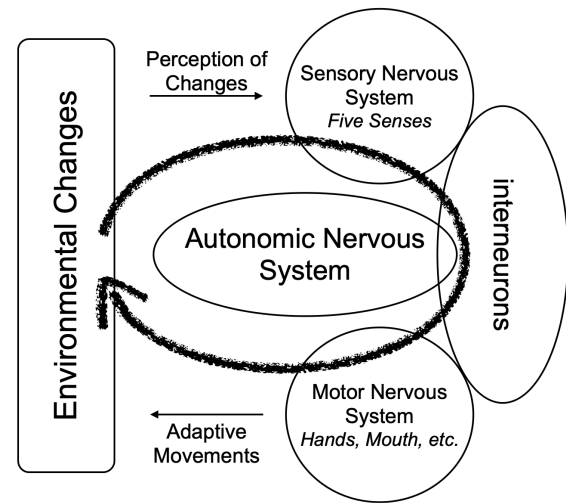 Environmental Changes
Perception of
Changes
Sensory Nervous
System
Five Senses
interneurons
Autonomic Nervous
System
Motor Nervous
System
Hands, Mouth, etc.
Adaptive
Movements